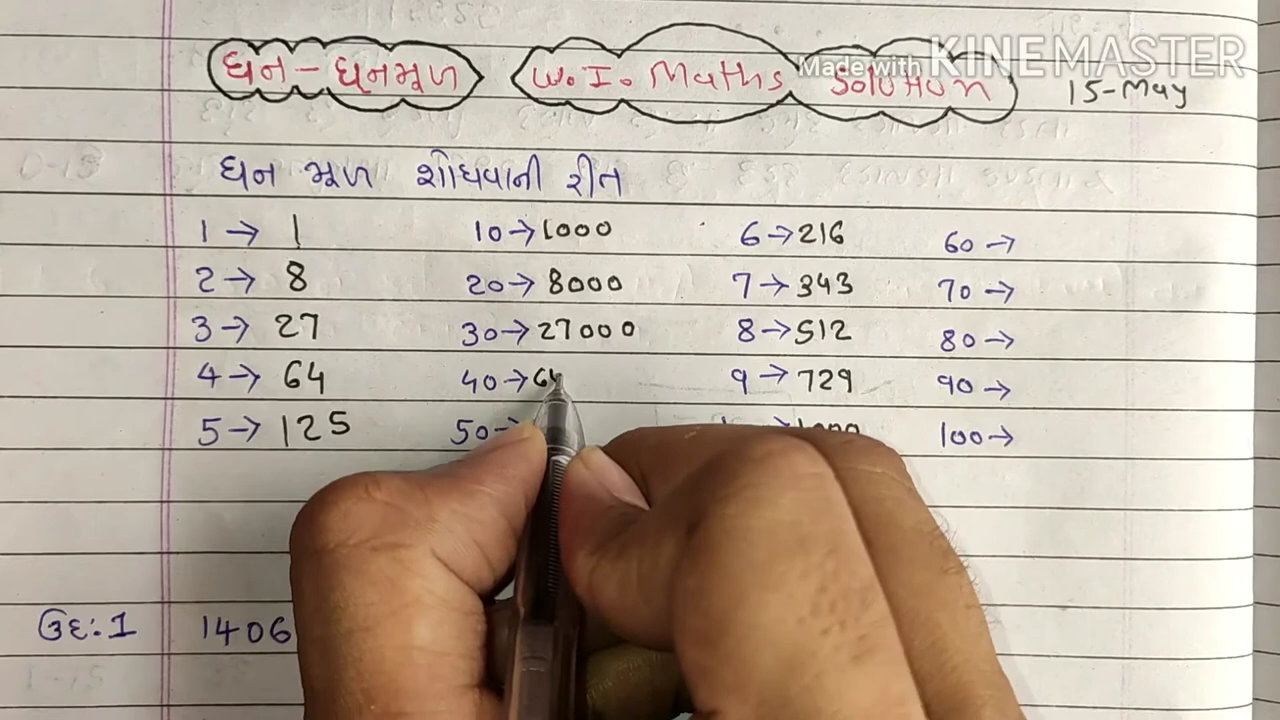 ઘન - ઘનમૂળ W.I. Maths Solution 15-May
Made with KINEMASTER
ઘન મૂળ શોધવાની રીત
1 → 1 10 → 1000 6 → 216 60 →
2 → 8 20 → 8000 7 → 343 70 →
3 → 27 30 → 27000 8 → 512 80 →
4 → 64 40 → 64 9 → 729 90 →
5 → 125 50 → 1000 100 →
ઉદા: 1 1406